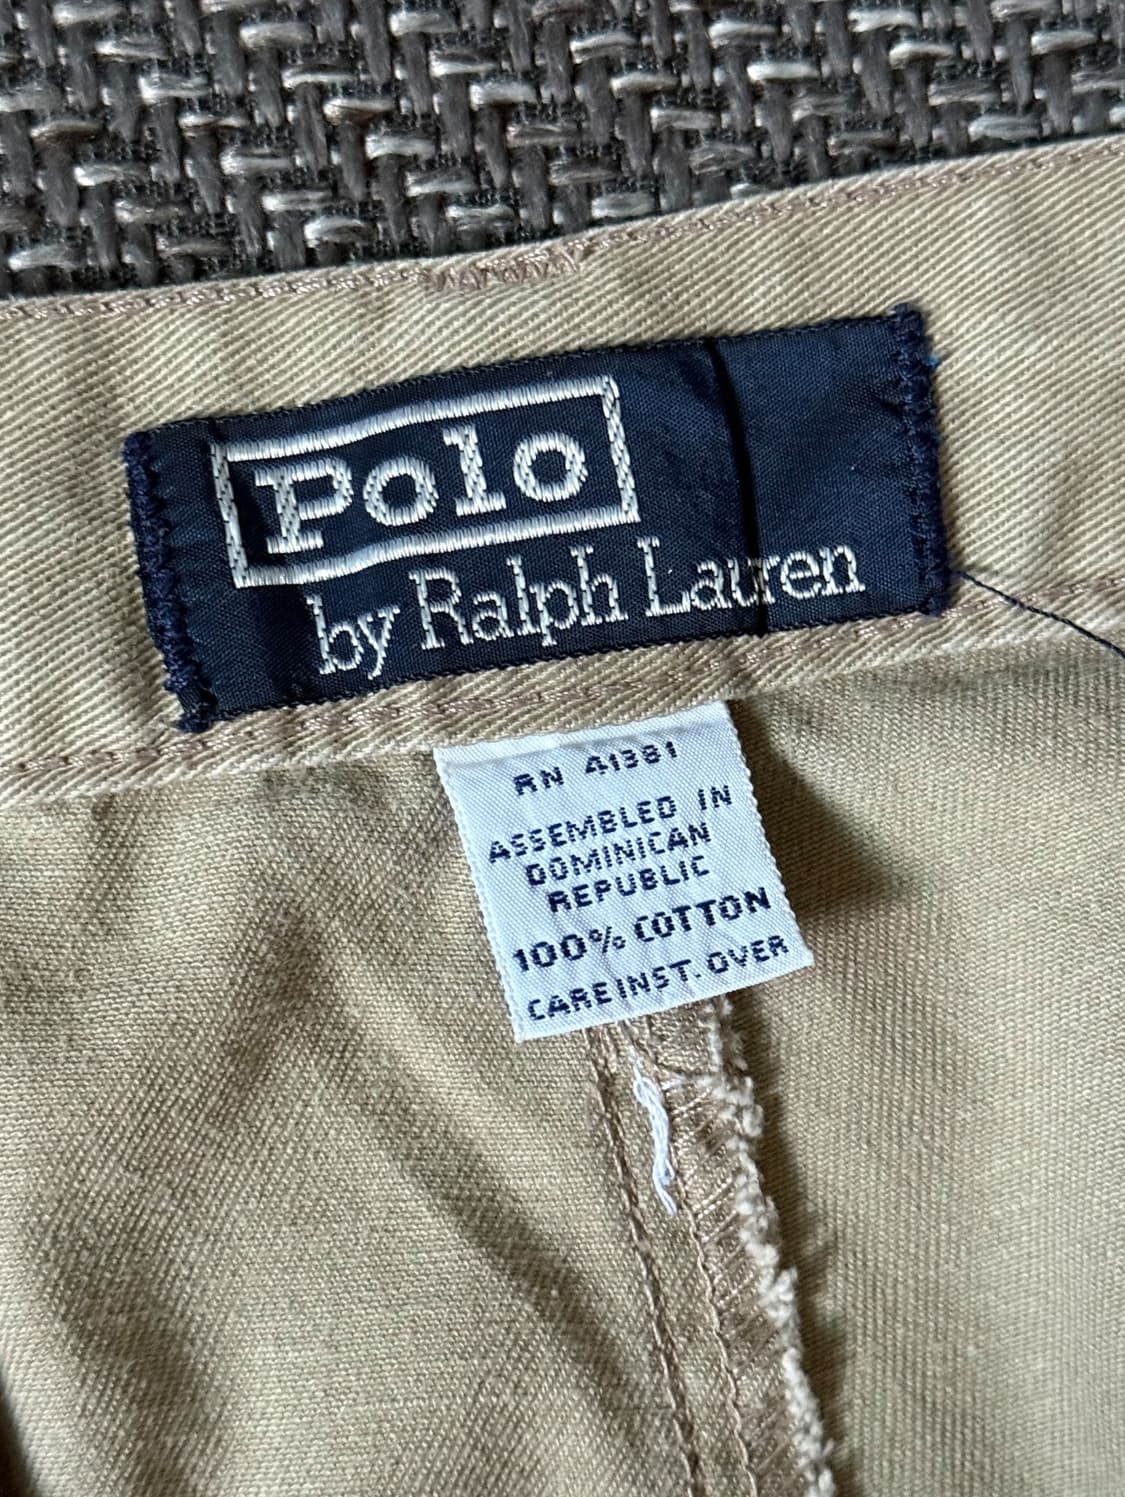 Polo
by Ralph Lauren
RN 41381
ASSEMBLED IN
DOMINICAN
REPUBLIC
100% COTTON
CARE INST. OVER